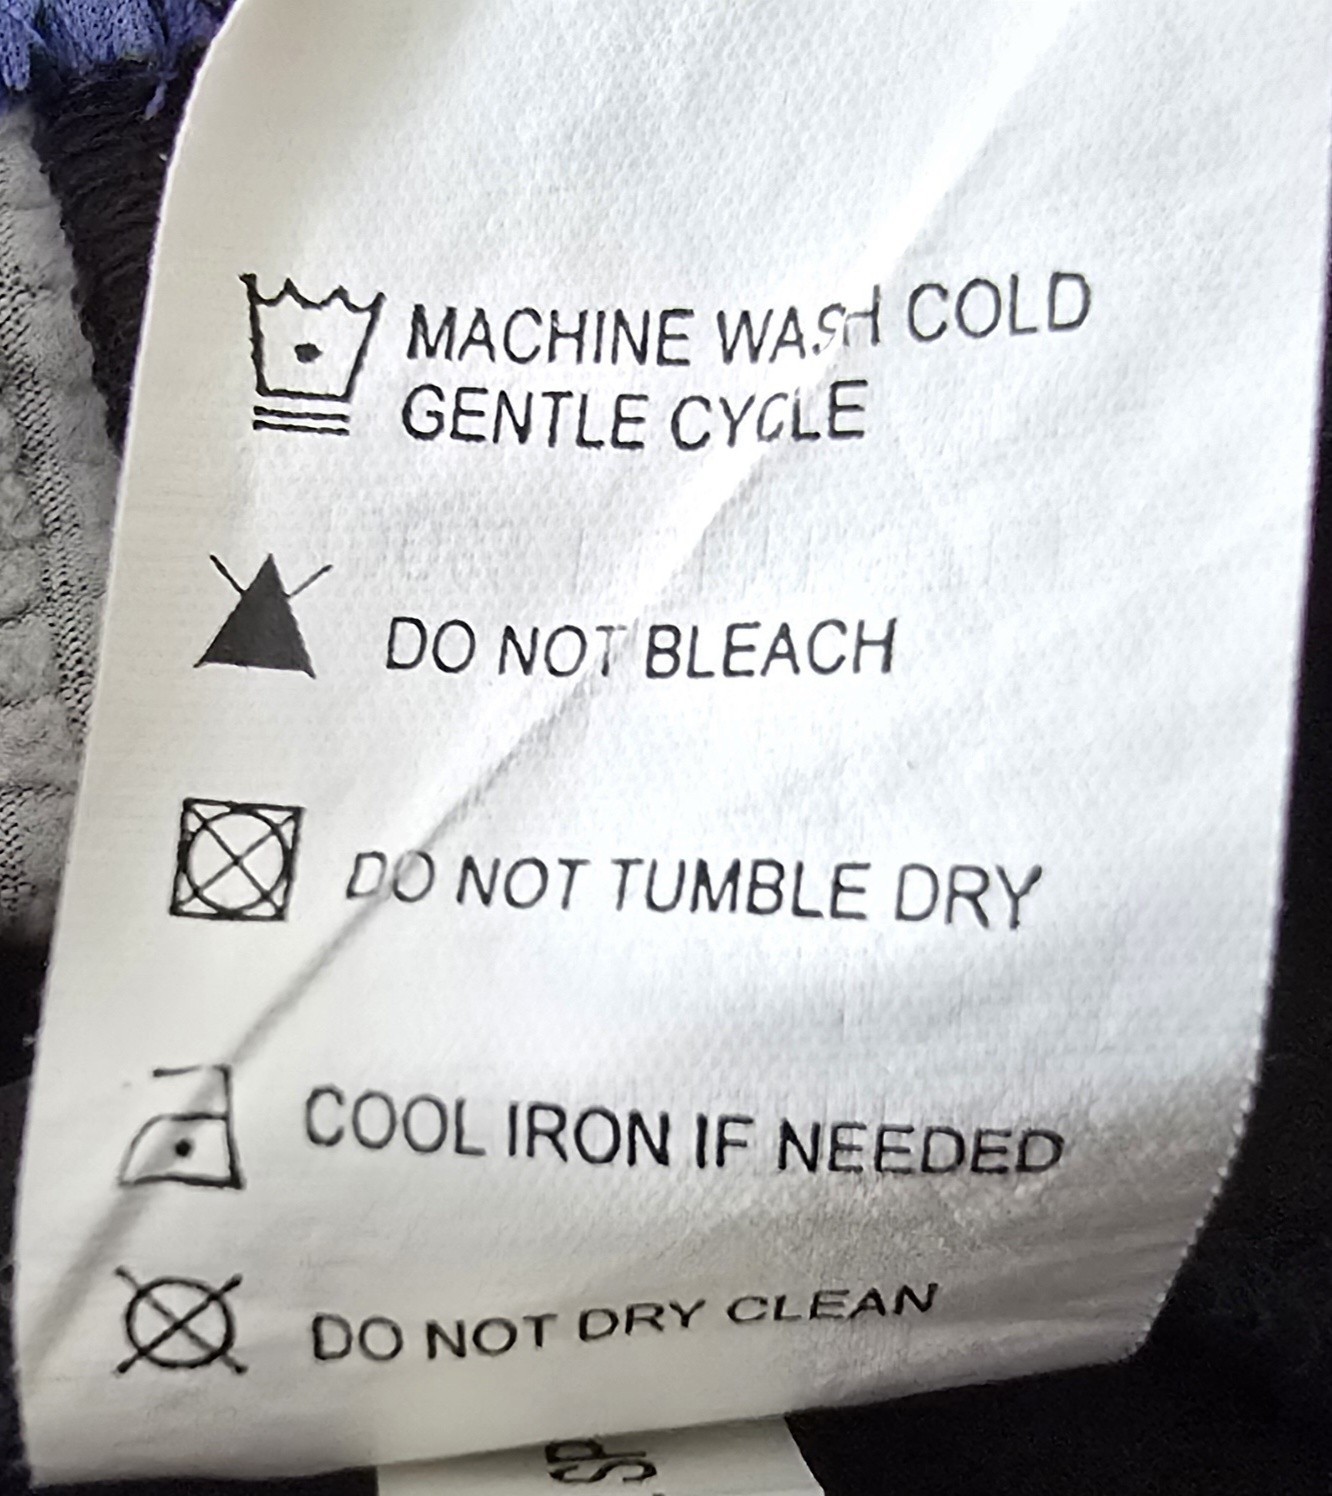 MACHINE WASH COLD
GENTLE CYCLE
DO NOT BLEACH
DO NOT TUMBLE DRY
COOL IRON IF NEEDED
DO NOT DRY CLEAN
SP